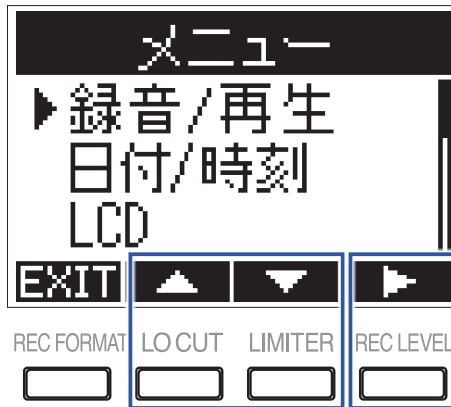 メニュー
▶録音/再生
日付/時刻
LCD
EXIT ▲ ▼ ▶
REC FORMAT LO CUT LIMITER REC LEVEL